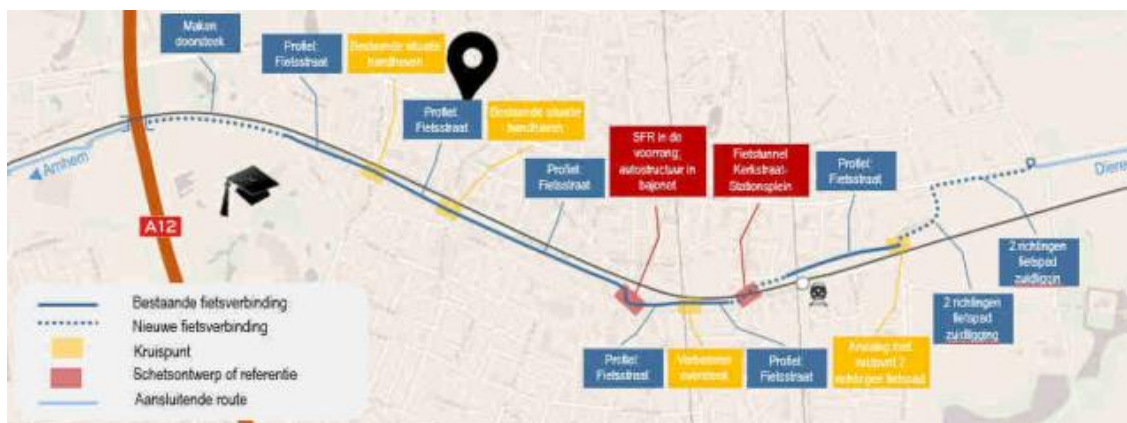 Maken
doorsteek
Profiel:
Fietsstraat
Bestaande situatie
handhaven
Profiel:
Fietsstraat
Bestaande situatie
handhaven
Profiel:
Fietsstraat
SFR in de
voorrang;
autostructuur in
bajonet
Fietstunnel
Kerkstraat-
Stationsplein
Profiel:
Fietsstraat
Arnhem
Dieren
A12
2 richtingen
fietspad
zuidliggin
2 richtingen
fietspad
zuidligging
Profiel:
Fietsstraat
Verbeteren
oversteek
Profiel:
Fietsstraat
2
richtingen fietspad
Bestaande fietsverbinding
Nieuwe fietsverbinding
Kruispunt
Schetsontwerp of referentie
Aansluitende route